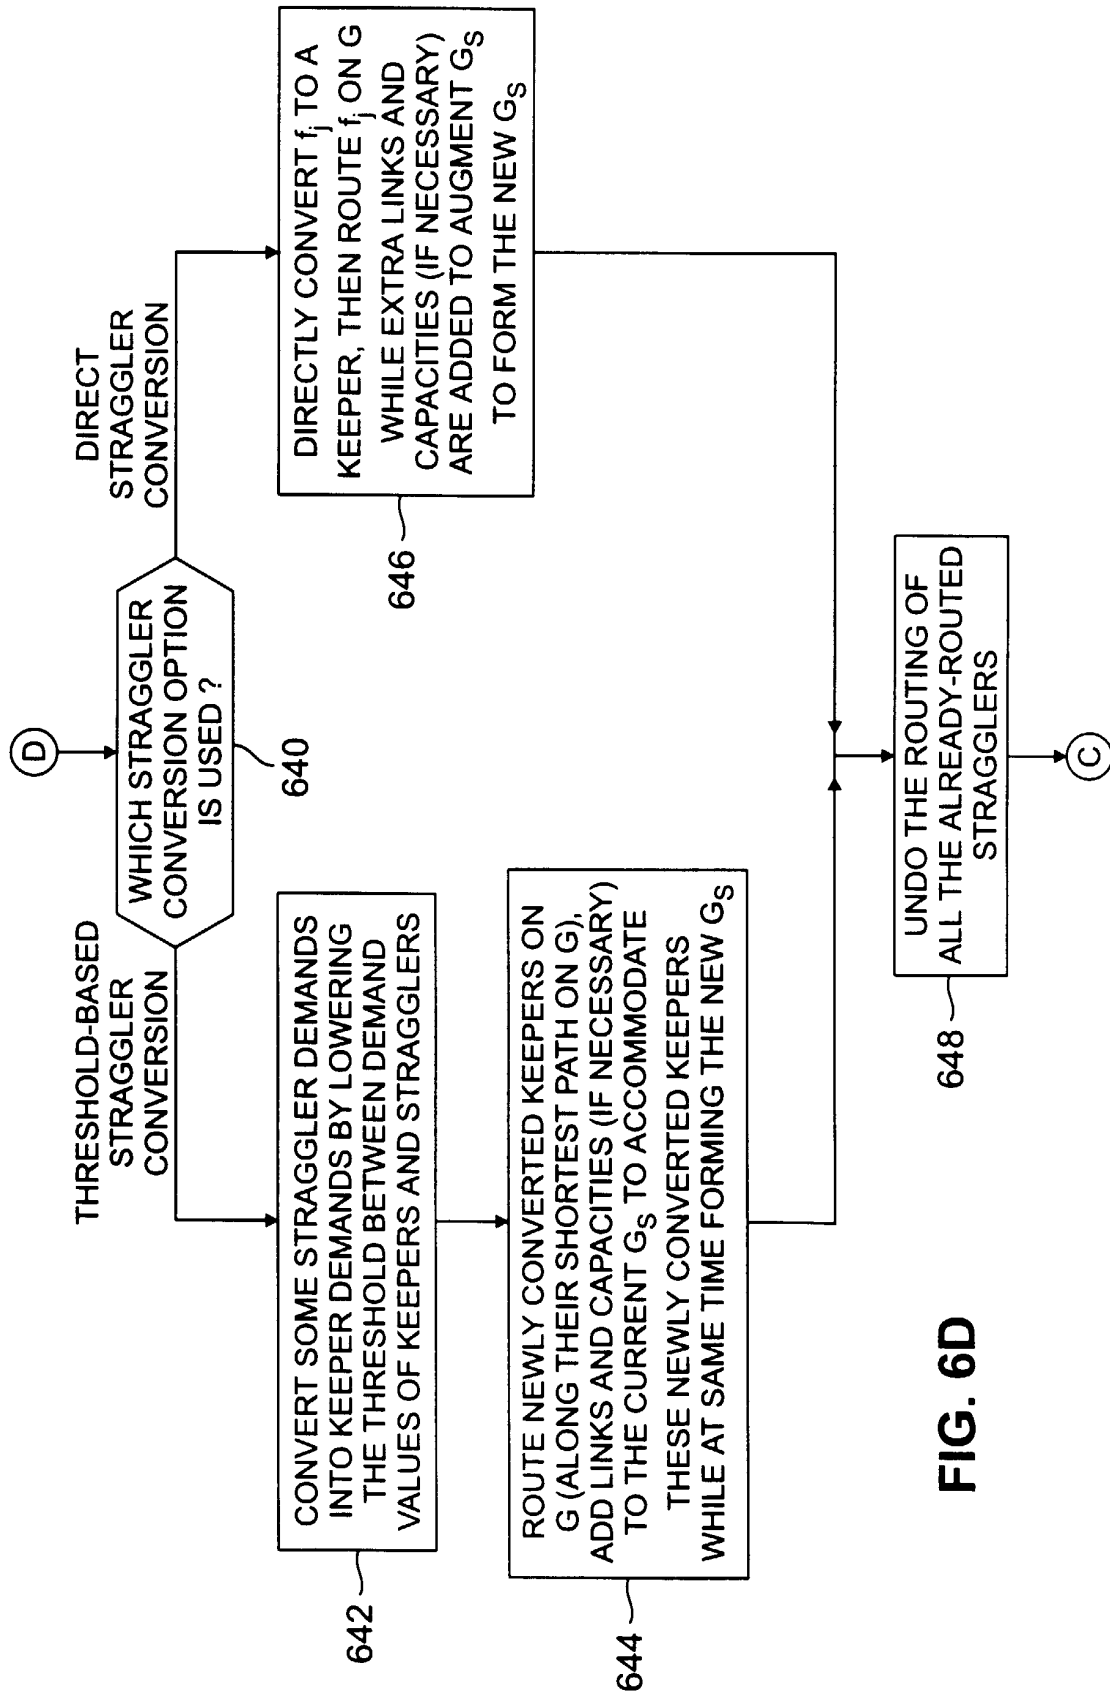 D
WHICH STRAGGLER
CONVERSION OPTION
IS USED ?
640
THRESHOLD-BASED
STRAGGLER
CONVERSION
DIRECT
STRAGGLER
CONVERSION
CONVERT SOME STRAGGLER DEMANDS
INTO KEEPER DEMANDS BY LOWERING
THE THRESHOLD BETWEEN DEMAND
VALUES OF KEEPERS AND STRAGGLERS
642
ROUTE NEWLY CONVERTED KEEPERS ON
G (ALONG THEIR SHORTEST PATH ON G),
ADD LINKS AND CAPACITIES (IF NECESSARY)
TO THE CURRENT GS TO ACCOMMODATE
THESE NEWLY CONVERTED KEEPERS
WHILE AT SAME TIME FORMING THE NEW GS
644
DIRECTLY CONVERT fj TO A
KEEPER, THEN ROUTE fj ON G
WHILE EXTRA LINKS AND
CAPACITIES (IF NECESSARY)
ARE ADDED TO AUGMENT GS
TO FORM THE NEW GS
646
UNDO THE ROUTING OF
ALL THE ALREADY-ROUTED
STRAGGLERS
648
C
FIG. 6D